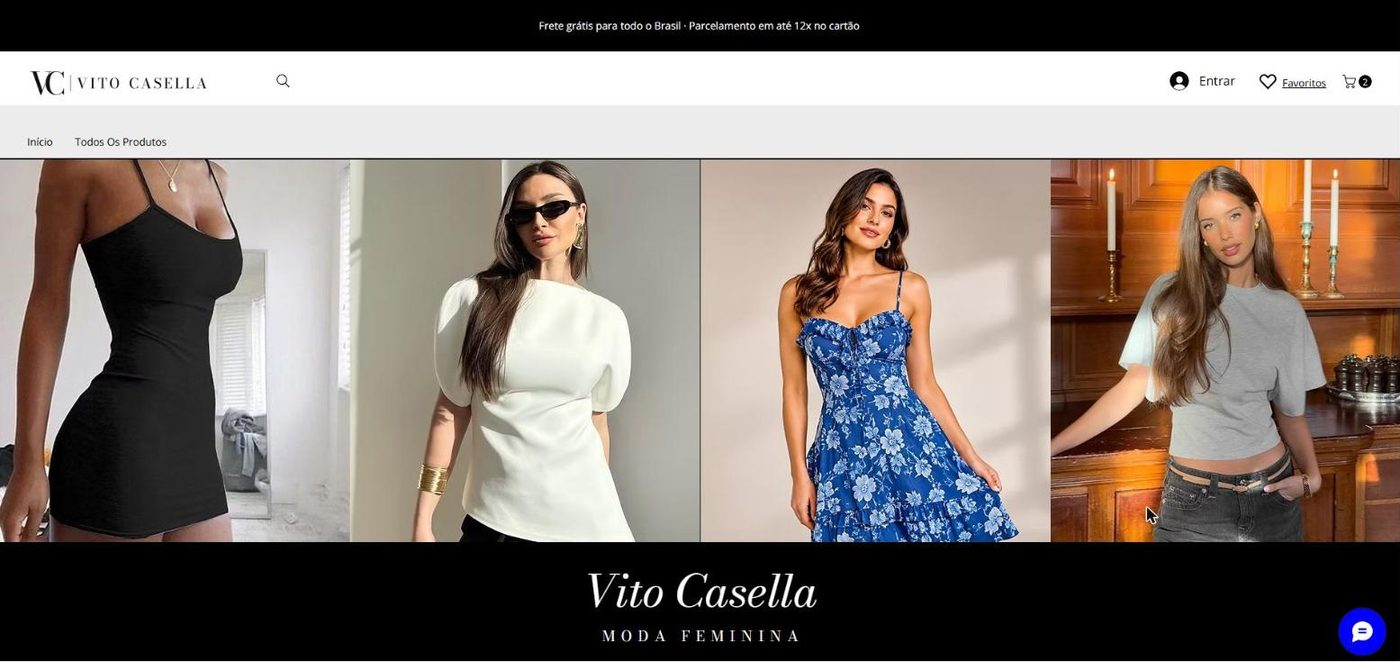 Frete grátis para todo o Brasil · Parcelamento em até 12x no cartão
VC | VITO CASELLA
Entrar
Favoritos
2
Início
Todos Os Produtos
Vito Casella
MODA FEMININA